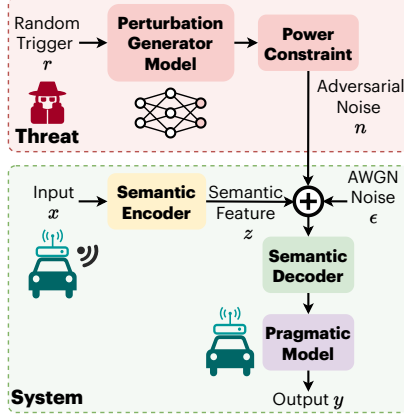 Random
Trigger
r
Perturbation
Generator
Model
Power
Constraint
Threat
Adversarial
Noise
n
Input
x
Semantic
Encoder
Semantic
Feature
z
AWGN
Noise
ϵ
Semantic
Decoder
Pragmatic
Model
System
Output y